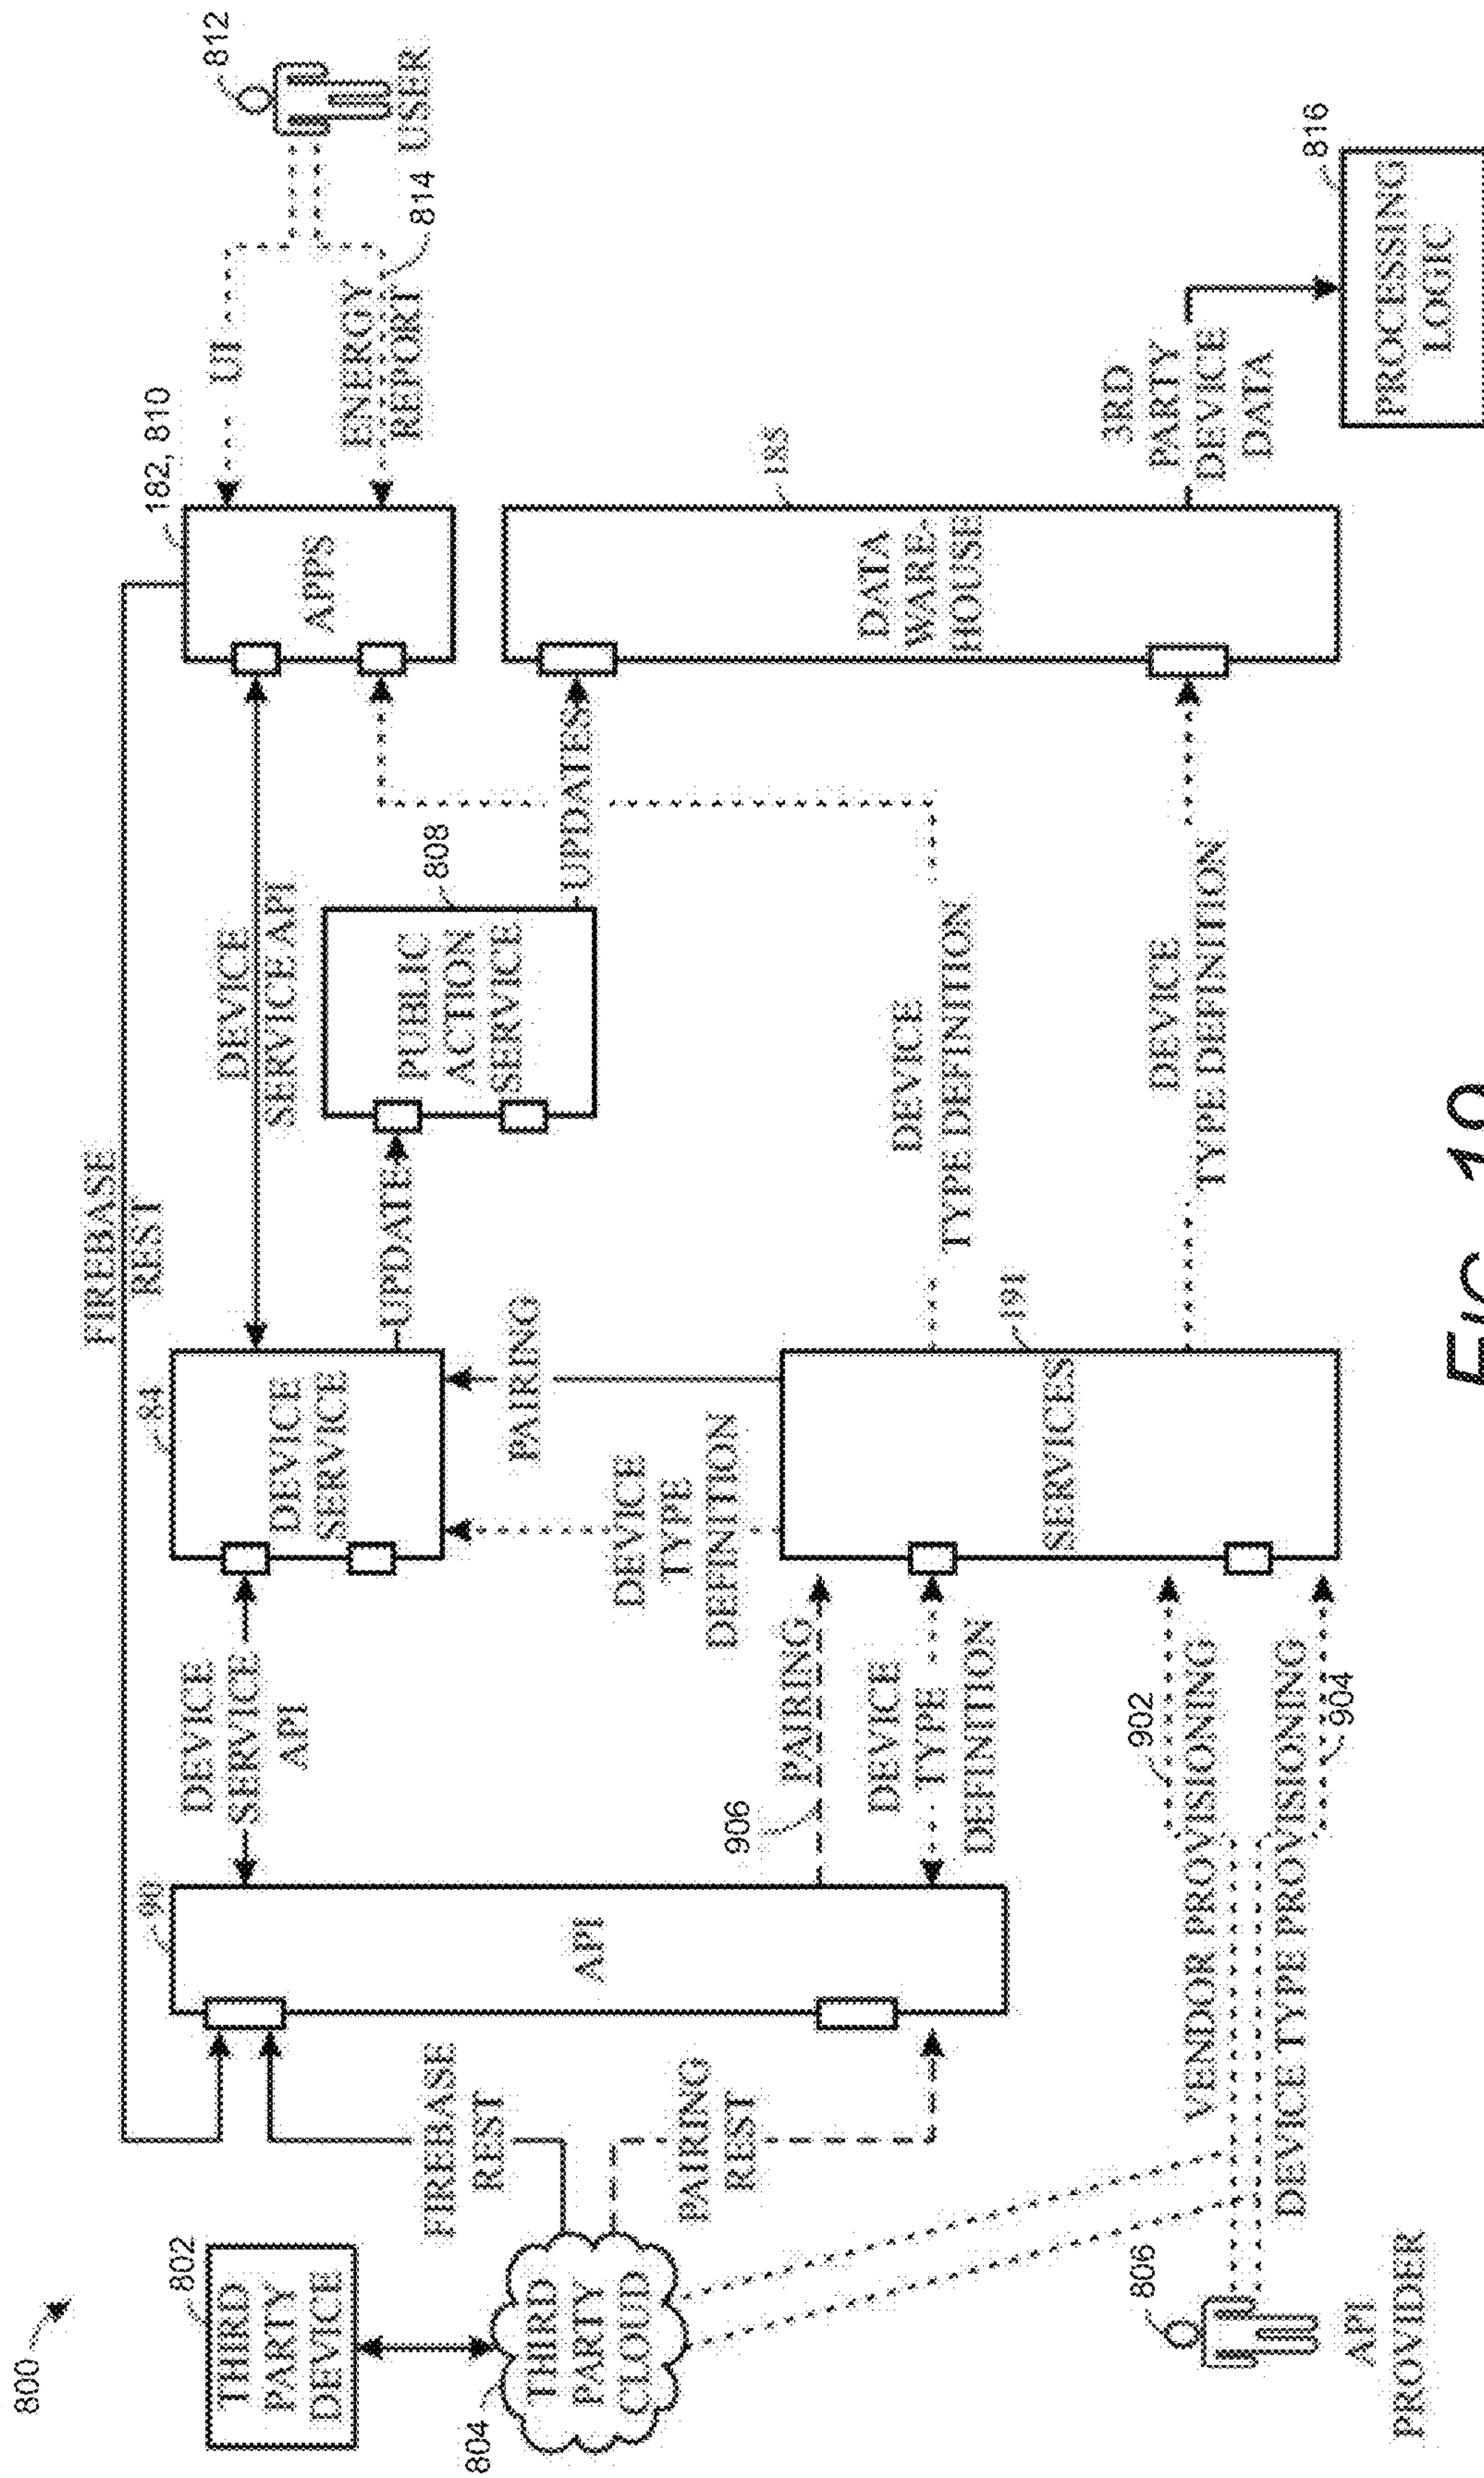 800
FIREBASE
REST
802
THIRD
PARTY
DEVICE
90
DEVICE
SERVICE
API
84
DEVICE
SERVICE
DEVICE
SERVICE API
182, 810
APPS
UI
812
USER
ENERGY
REPORT
814
FIREBASE
REST
804
THIRD
PARTY
CLOUD
API
UPDATE
808
PUBLIC
ACTION
SERVICE
UPDATES
PAIRING
DEVICE
TYPE
DEFINITION
PAIRING
REST
906
PAIRING
DEVICE
TYPE
DEFINITION
191
SERVICES
DEVICE
TYPE DEFINITION
185
DATA
WARE-
HOUSE
3RD
PARTY
DEVICE
DATA
816
PROCESSING
LOGIC
806
API
PROVIDER
902
VENDOR PROVISIONING
DEVICE TYPE PROVISIONING
904
DEVICE
TYPE DEFINITION
FIG